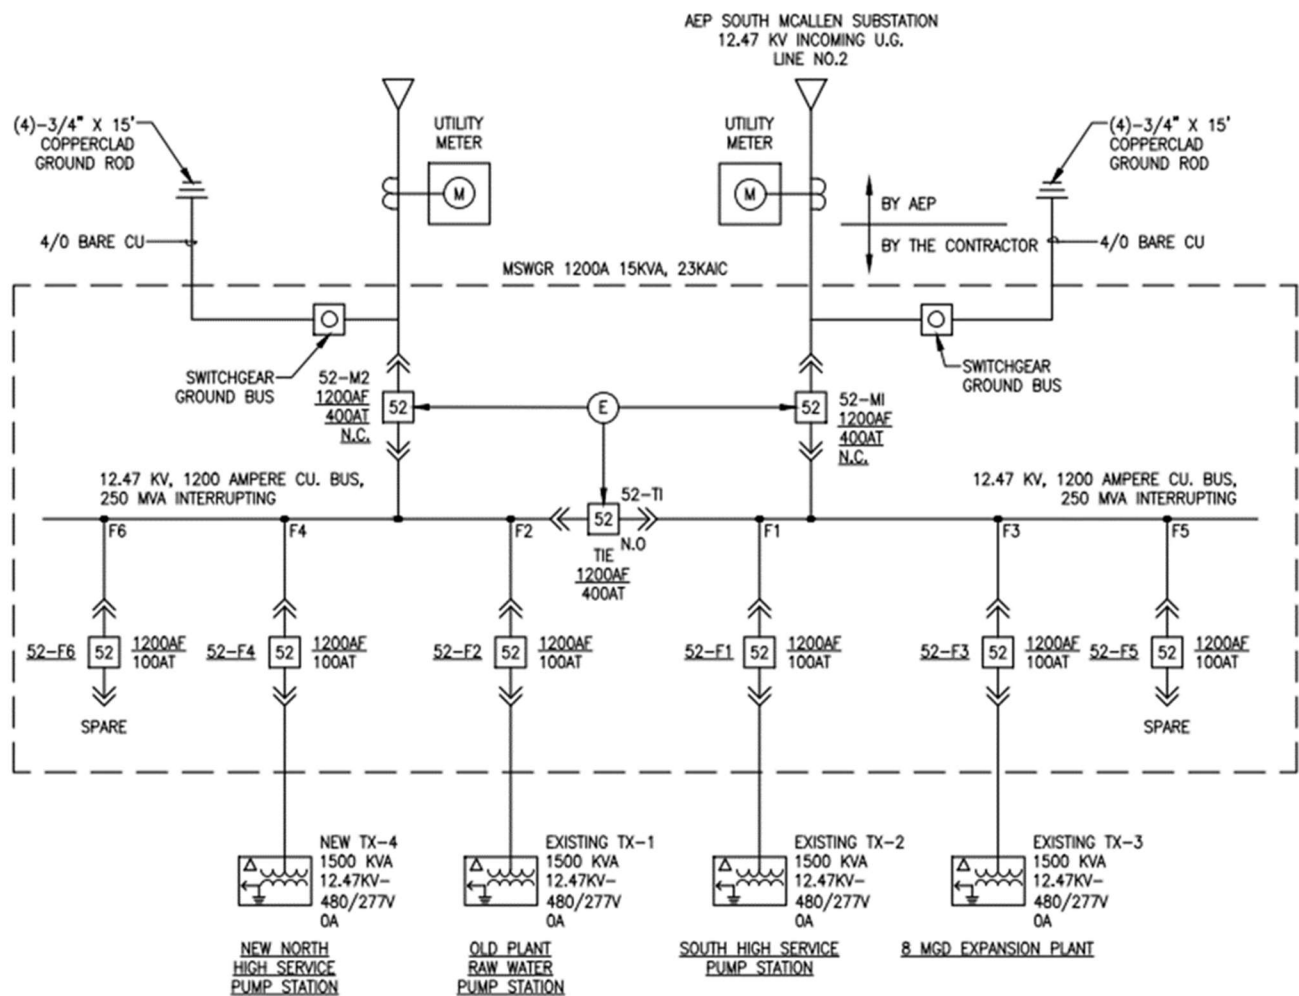 AEP SOUTH MCALLEN SUBSTATION
12.47 KV INCOMING U.G.
LINE NO.2
(4)-3/4" X 15'
COPPERCLAD
GROUND ROD
UTILITY
METER
M
UTILITY
METER
M
(4)-3/4" X 15'
COPPERCLAD
GROUND ROD
BY AEP
BY THE CONTRACTOR
4/0 BARE CU
4/0 BARE CU
MSWGR 1200A 15KVA, 23KAIC
SWITCHGEAR
GROUND BUS
SWITCHGEAR
GROUND BUS
52-M2
1200AF
400AT
N.C.
52
E
52
52-M1
1200AF
400AT
N.C.
12.47 KV, 1200 AMPERE CU. BUS,
250 MVA INTERRUPTING
12.47 KV, 1200 AMPERE CU. BUS,
250 MVA INTERRUPTING
52-T1
52
N.O
TIE
1200AF
400AT
F6
F4
F2
F1
F3
F5
52-F6
52
1200AF
100AT
SPARE
52-F4
52
1200AF
100AT
52-F2
52
1200AF
100AT
52-F1
52
1200AF
100AT
52-F3
52
1200AF
100AT
52-F5
52
1200AF
100AT
SPARE
NEW TX-4
1500 KVA
12.47KV-
480/277V
0A
NEW NORTH
HIGH SERVICE
PUMP STATION
EXISTING TX-1
1500 KVA
12.47KV-
480/277V
0A
OLD PLANT
RAW WATER
PUMP STATION
EXISTING TX-2
1500 KVA
12.47KV-
480/277V
0A
SOUTH HIGH SERVICE
PUMP STATION
EXISTING TX-3
1500 KVA
12.47KV-
480/277V
0A
8 MGD EXPANSION PLANT